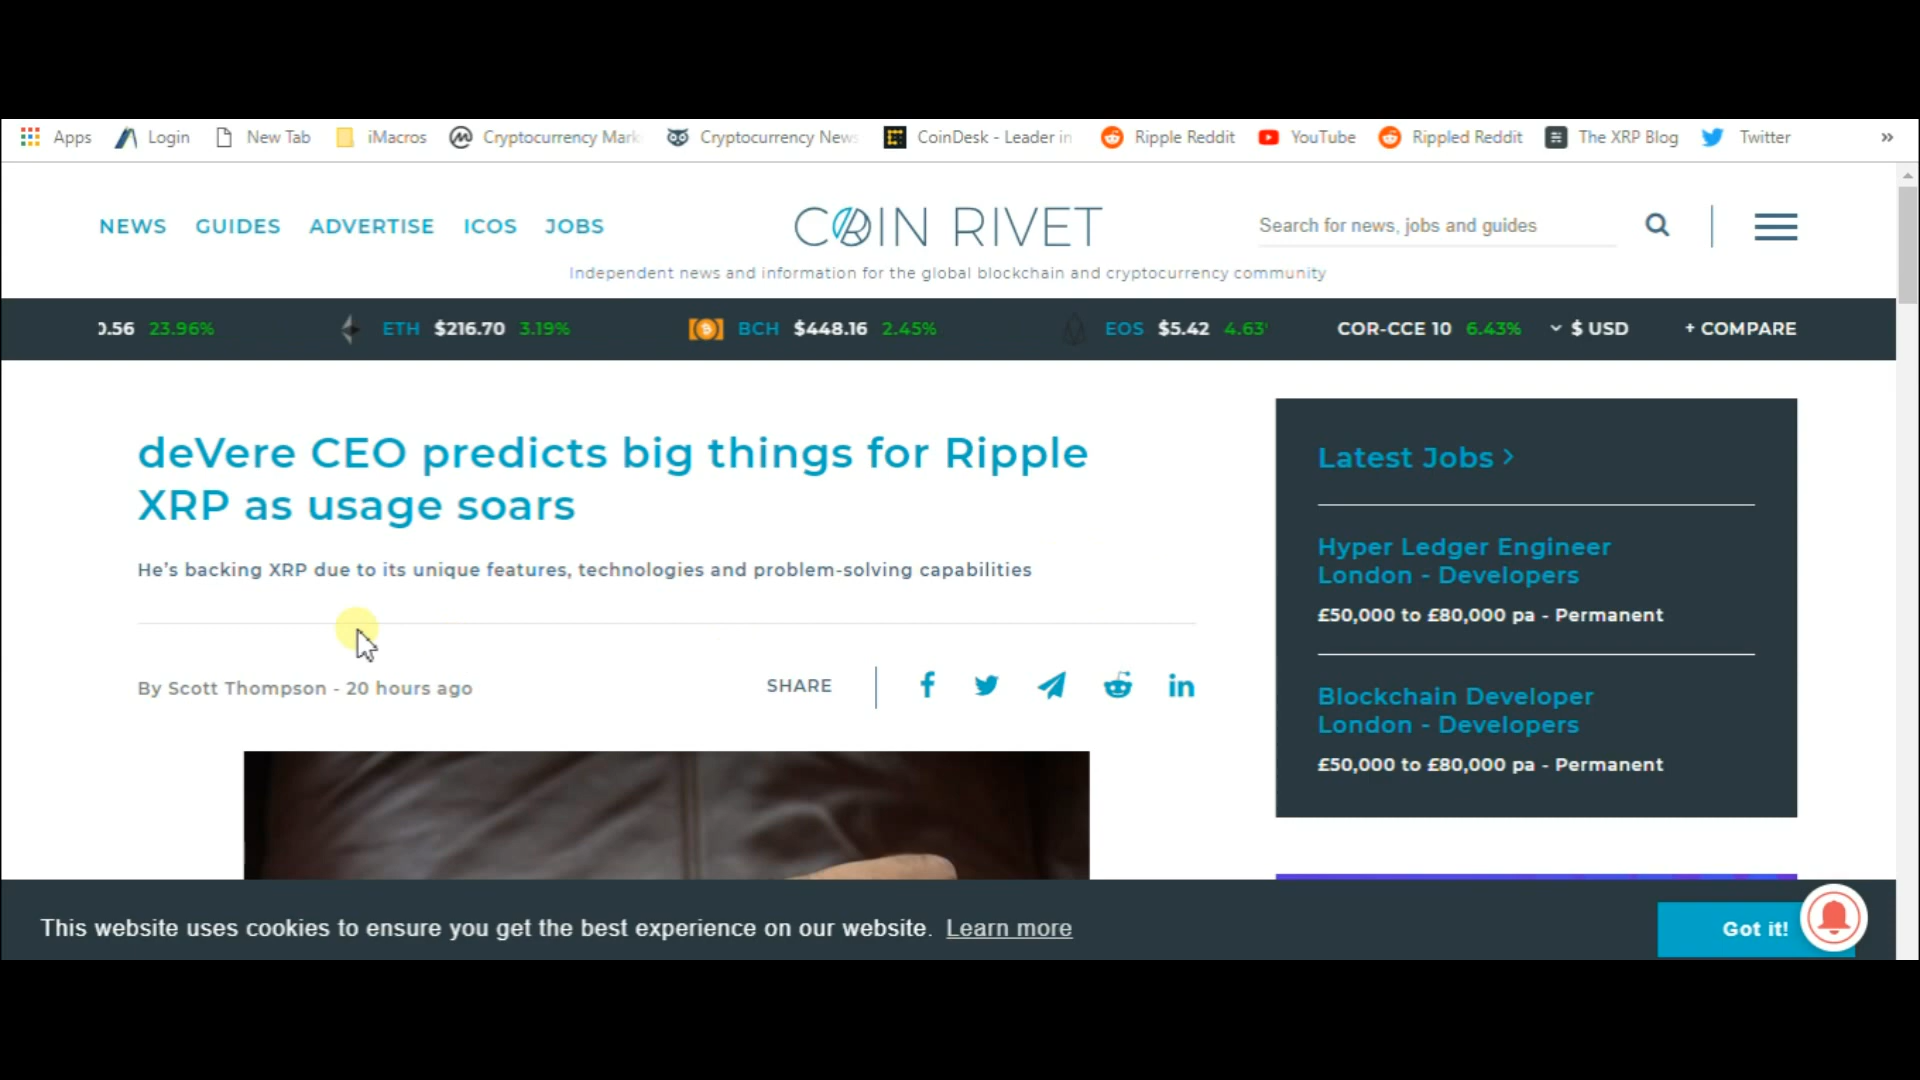 Apps Login New Tab iMacros Cryptocurrency Mark Cryptocurrency News CoinDesk - Leader in Ripple Reddit YouTube Rippled Reddit The XRP Blog Twitter »
NEWS GUIDES ADVERTISE ICOS JOBS COIN RIVET Search for news, jobs and guides
Independent news and information for the global blockchain and cryptocurrency community
0.56 23.96% ETH $216.70 3.19% BCH $448.16 2.45% EOS $5.42 4.63 COR-CCE 10 6.43% $ USD + COMPARE
deVere CEO predicts big things for Ripple
XRP as usage soars
He's backing XRP due to its unique features, technologies and problem-solving capabilities
By Scott Thompson - 20 hours ago
SHARE
Latest Jobs >
Hyper Ledger Engineer
London - Developers
£50,000 to £80,000 pa - Permanent
Blockchain Developer
London - Developers
£50,000 to £80,000 pa - Permanent
This website uses cookies to ensure you get the best experience on our website. Learn more
Got it!